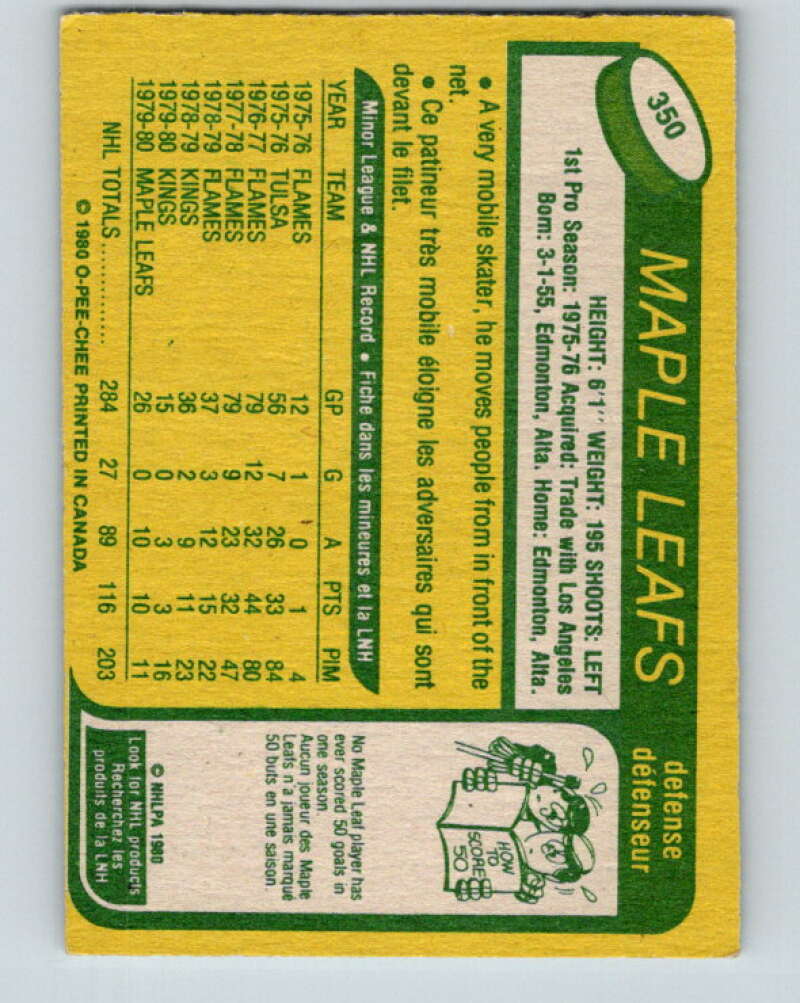 350
MAPLE LEAFS
defense
défenseur
HEIGHT: 6'1" WEIGHT: 195 SHOOTS: LEFT
1st Pro Season: 1975-76 Acquired: Trade with Los Angeles
Born: 3-1-55, Edmonton, Alta. Home: Edmonton, Alta.
• A very mobile skater, he moves people from in front of the
net.
• Ce patineur très mobile éloigne les adversaires qui sont
devant le filet.
Minor League & NHL Record • Fiche dans les mineures et la LNH
YEAR TEAM GP G A PTS PIM
1975-76 FLAMES 12 1 0 1 4
1975-76 TULSA 56 7 26 33 84
1976-77 FLAMES 79 12 32 44 80
1977-78 FLAMES 79 9 23 32 47
1978-79 FLAMES 37 3 12 15 22
1978-79 KINGS 36 2 9 11 23
1979-80 KINGS 15 0 3 3 16
1979-80 MAPLE LEAFS 26 0 10 10 11
NHL TOTALS .............. 284 27 89 116 203
© 1980 O-PEE-CHEE PRINTED IN CANADA
HOW
TO
SCORE
50
No Maple Leaf player has
ever scored 50 goals in
one season.
Aucun joueur des Maple
Leafs n'a jamais marqué
50 buts en une saison
© NHLPA 1980
Look for NHL products
Recherchez les
produits de la LNH